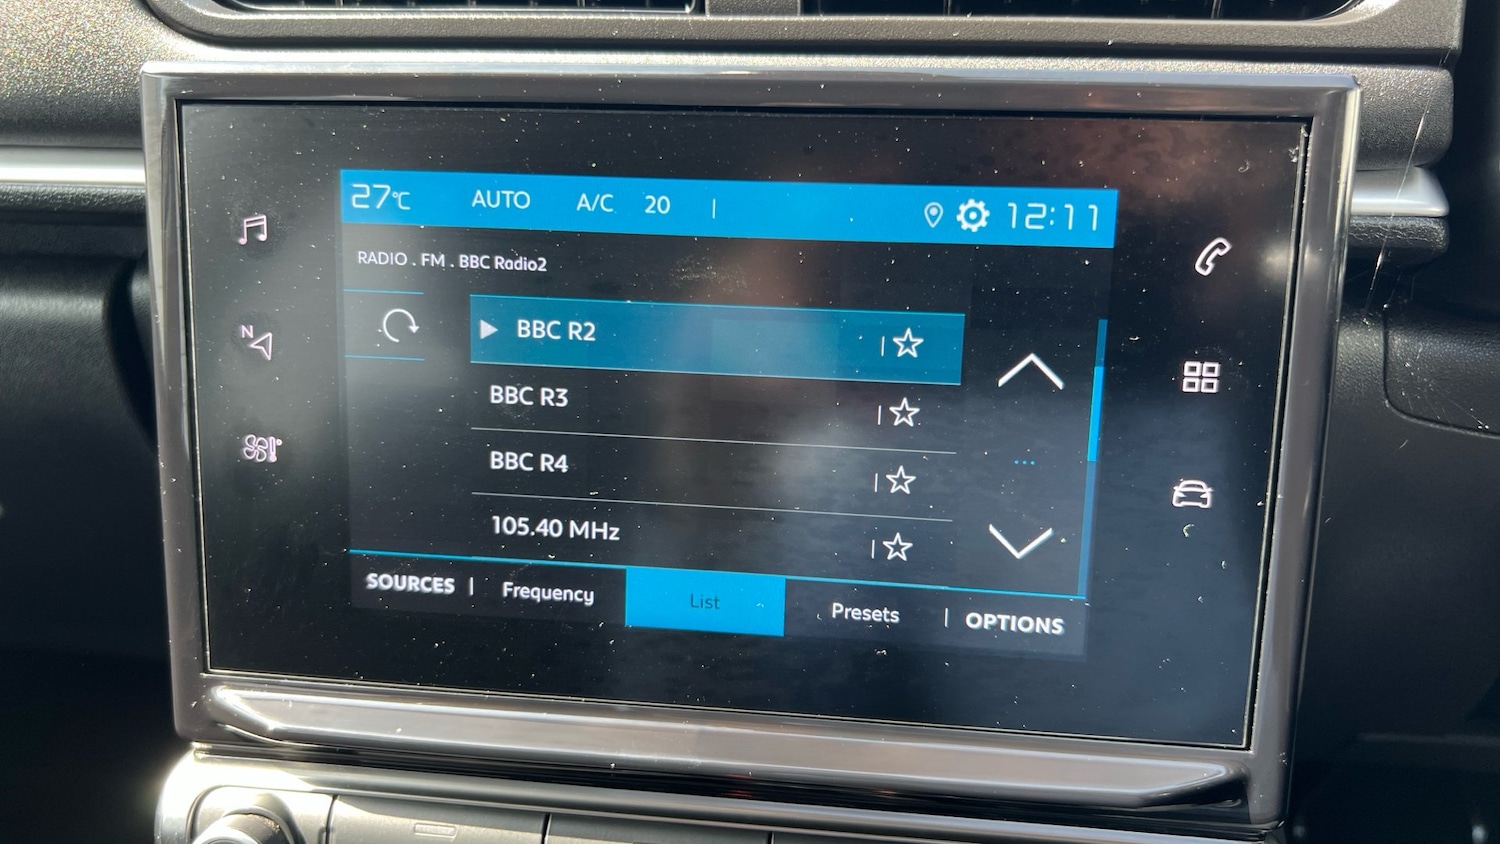 27°C AUTO A/C 20 | 12:11
RADIO . FM . BBC Radio2
BBC R2
BBC R3
N
BBC R4
105.40 MHz
SOURCES | Frequency List Presets | OPTIONS